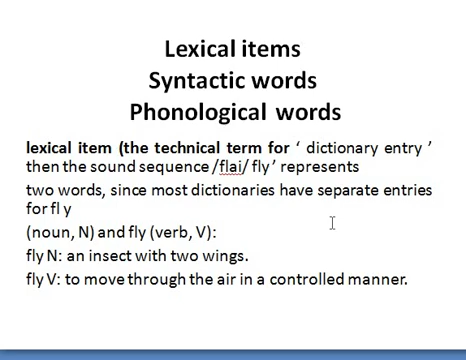 Lexical items
Syntactic words
Phonological words
lexical item (the technical term for ‘ dictionary entry ’
then the sound sequence /flai/ fly ’ represents
two words, since most dictionaries have separate entries
for fl y
(noun, N) and fly (verb, V):
fly N: an insect with two wings.
fly V: to move through the air in a controlled manner.